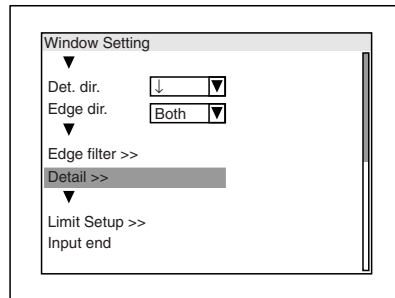 Window Setting
▼
Det. dir. ↓ ▼
Edge dir. Both ▼
▼
Edge filter >>
Detail >>
▼
Limit Setup >>
Input end